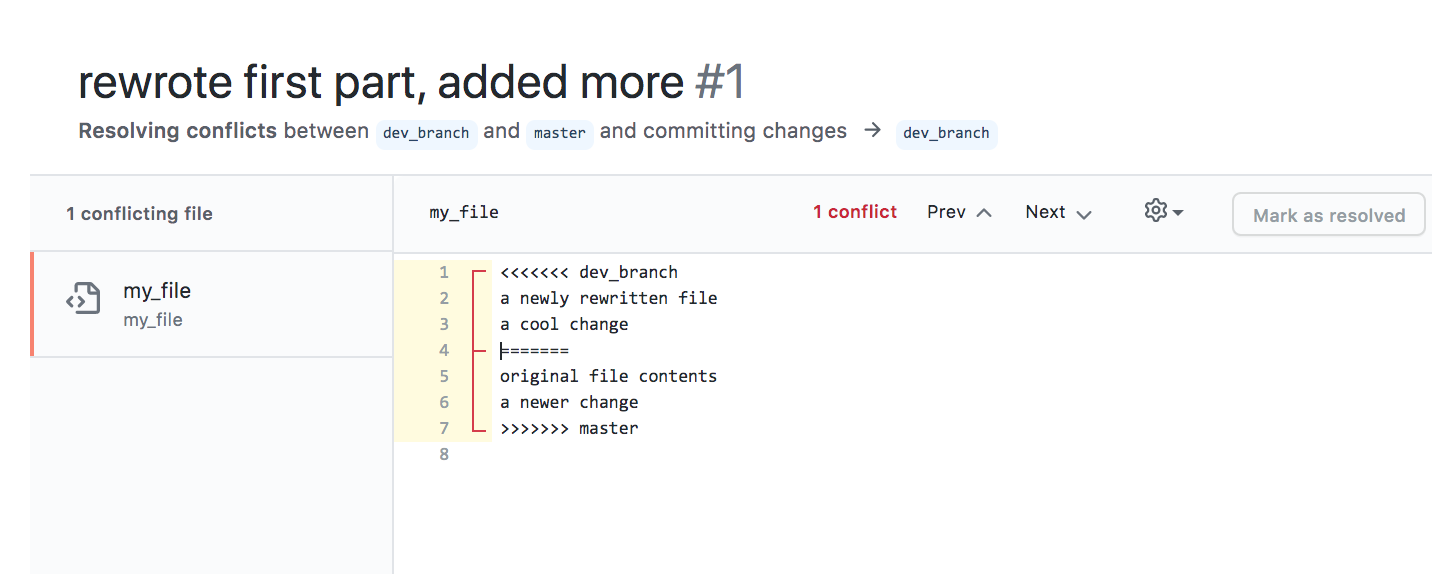 rewrote first part, added more #1
Resolving conflicts between dev_branch and master and committing changes → dev_branch
1 conflicting file
my_file
my_file
my_file
1 conflict
Prev
Next
Mark as resolved
1 <<<<<<< dev_branch
2 a newly rewritten file
3 a cool change
4 =======
5 original file contents
6 a newer change
7 >>>>>>> master
8